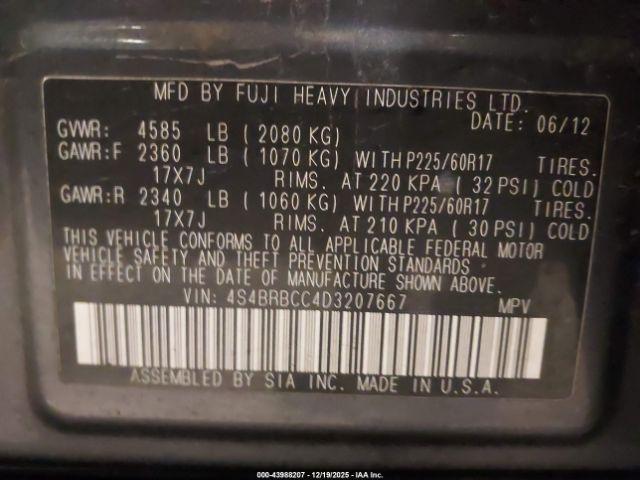 MFD BY FUJI HEAVY INDUSTRIES LTD.
DATE: 06/12
GVWR: 4585 LB (2080 KG)
GAWR:F 2360 LB (1070 KG) WITH P225/60R17 TIRES.
17X7J RIMS. AT 220 KPA (32 PSI) COLD
GAWR:R 2340 LB (1060 KG) WITH P225/60R17 TIRES.
17X7J RIMS. AT 210 KPA (30 PSI) COLD
THIS VEHICLE CONFORMS TO ALL APPLICABLE FEDERAL MOTOR
VEHICLE SAFETY AND THEFT PREVENTION STANDARDS
IN EFFECT ON THE DATE OF MANUFACTURE SHOWN ABOVE.
VIN: 4S4BRBCC4D3207667 MPV
ASSEMBLED BY SIA INC. MADE IN U.S.A.
000-43988207 - 12/19/2025 - IAA Inc.